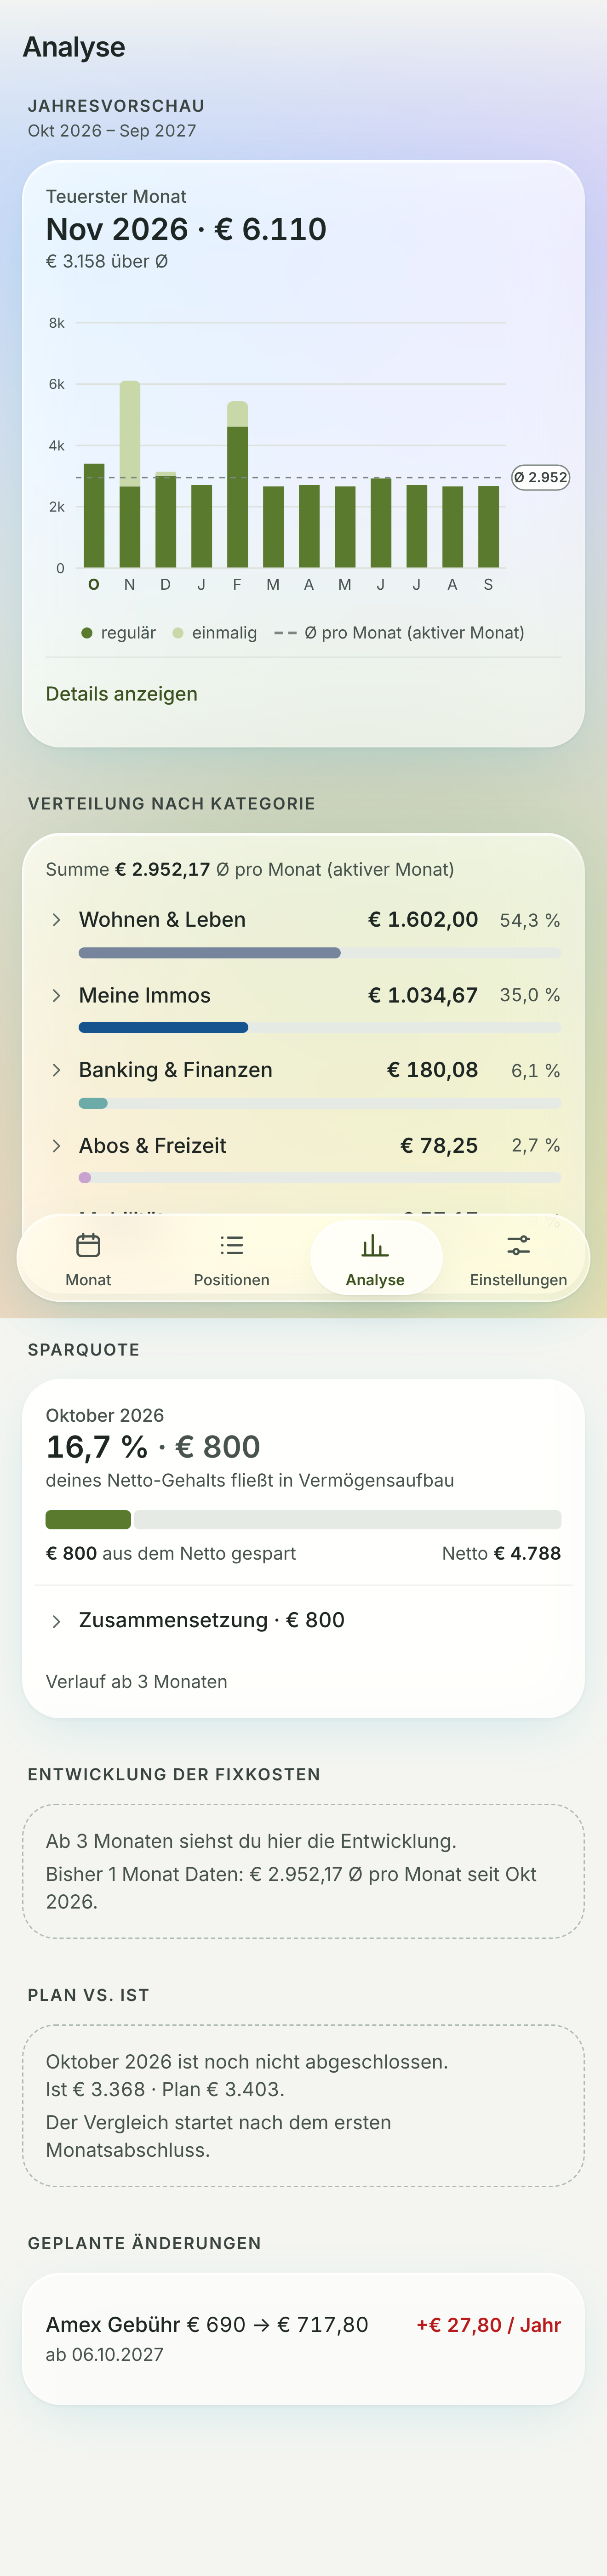 Analyse
JAHRESVORSCHAU
Okt 2026 – Sep 2027
Teuerster Monat
Nov 2026 · € 6.110
€ 3.158 über Ø
8k
6k
4k
Ø 2.952
2k
0
O N D J F M A M J J A S
regulär einmalig Ø pro Monat (aktiver Monat)
Details anzeigen
VERTEILUNG NACH KATEGORIE
Summe € 2.952,17 Ø pro Monat (aktiver Monat)
Wohnen & Leben € 1.602,00 54,3 %
Meine Immos € 1.034,67 35,0 %
Banking & Finanzen € 180,08 6,1 %
Abos & Freizeit € 78,25 2,7 %
Monat Positionen Analyse Einstellungen
SPARQUOTE
Oktober 2026
16,7 % · € 800
deines Netto-Gehalts fließt in Vermögensaufbau
€ 800 aus dem Netto gespart Netto € 4.788
Zusammensetzung · € 800
Verlauf ab 3 Monaten
ENTWICKLUNG DER FIXKOSTEN
Ab 3 Monaten siehst du hier die Entwicklung.
Bisher 1 Monat Daten: € 2.952,17 Ø pro Monat seit Okt
2026.
PLAN VS. IST
Oktober 2026 ist noch nicht abgeschlossen.
Ist € 3.368 · Plan € 3.403.
Der Vergleich startet nach dem ersten
Monatsabschluss.
GEPLANTE ÄNDERUNGEN
Amex Gebühr € 690 → € 717,80 +€ 27,80 / Jahr
ab 06.10.2027